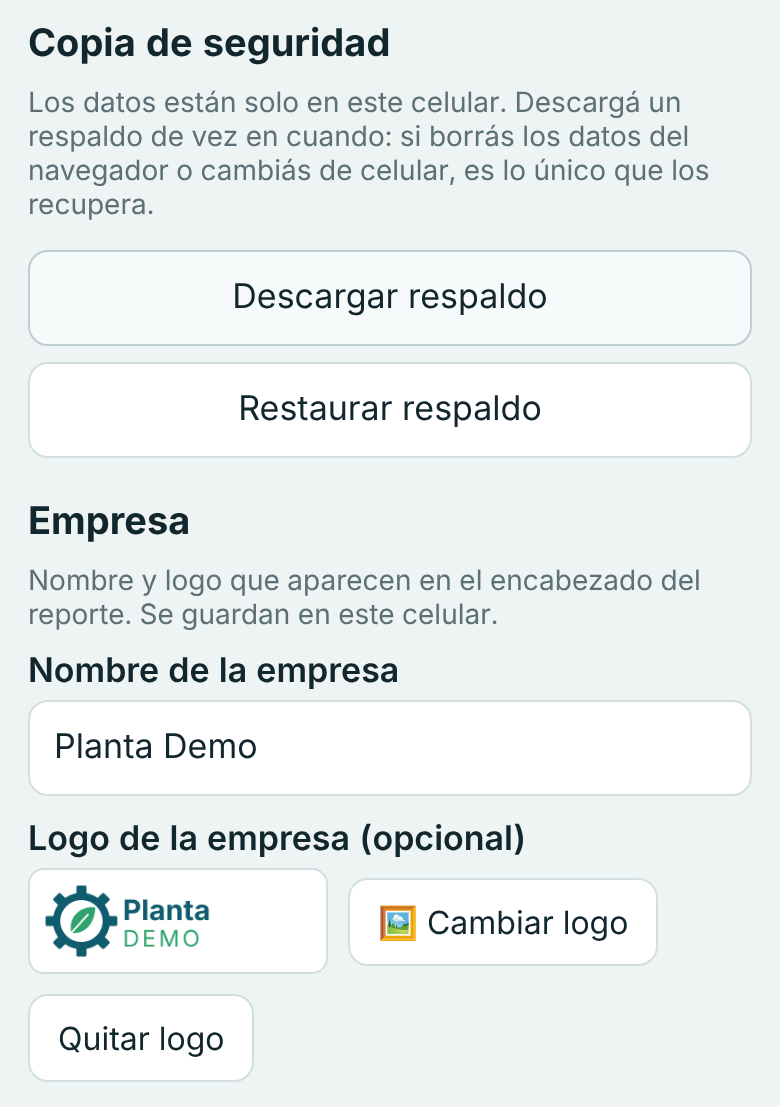 Copia de seguridad
Los datos están solo en este celular. Descargá un
respaldo de vez en cuando: si borrás los datos del
navegador o cambiás de celular, es lo único que los
recupera.
Descargar respaldo
Restaurar respaldo
Empresa
Nombre y logo que aparecen en el encabezado del
reporte. Se guardan en este celular.
Nombre de la empresa
Planta Demo
Logo de la empresa (opcional)
Planta
DEMO
Cambiar logo
Quitar logo